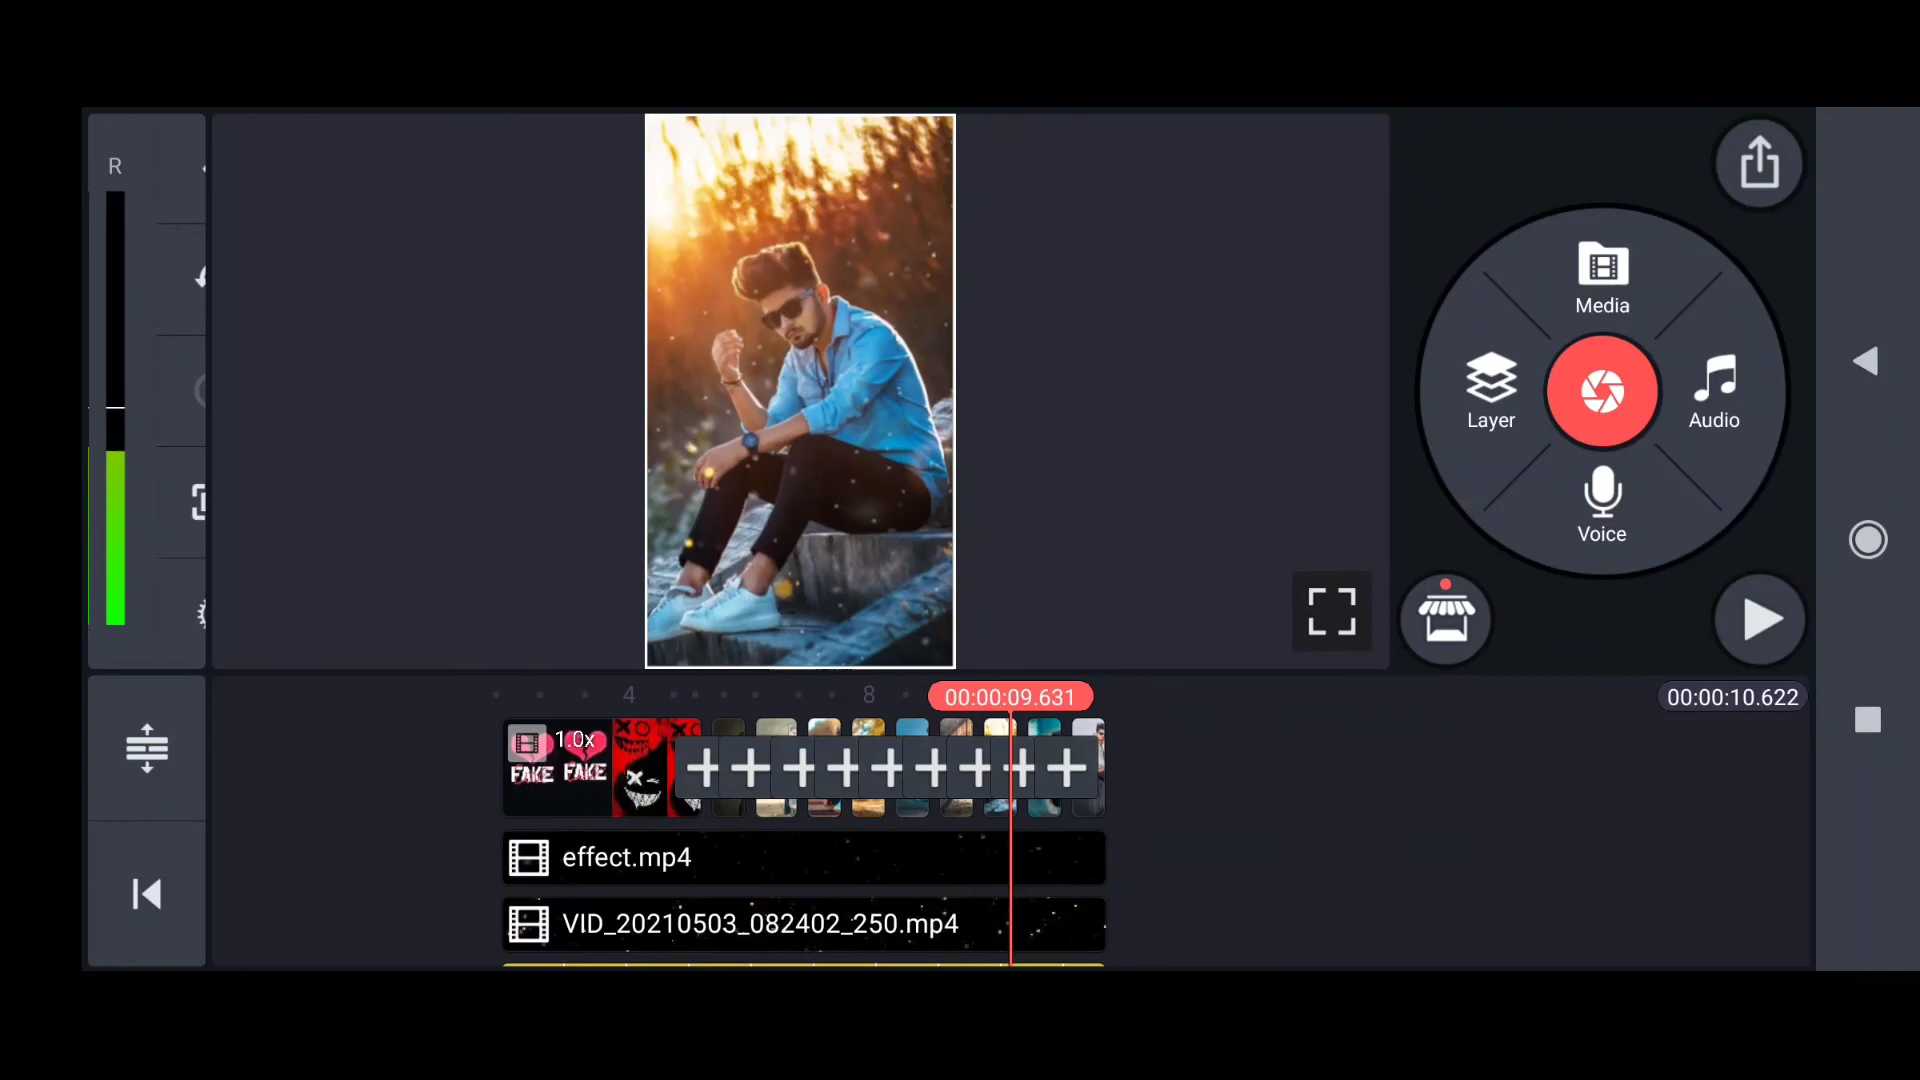 R
Media
Layer
Audio
Voice
4
8
00:00:09.631
00:00:10.622
1.0x
FAKE FAKE
effect.mp4
VID_20210503_082402_250.mp4